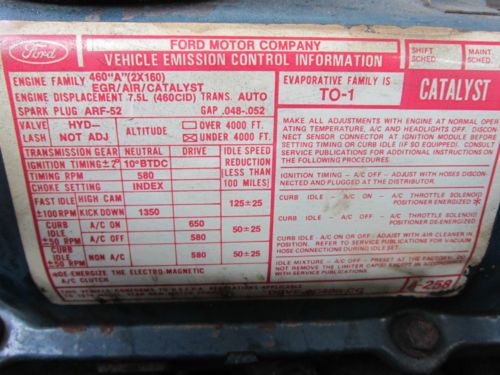 Ford
FORD MOTOR COMPANY
VEHICLE EMISSION CONTROL INFORMATION
SHIFT SCHED.
MAINT. SCHED.
ENGINE FAMILY 460"A"(2X160)
EGR/AIR/CATALYST
ENGINE DISPLACEMENT 7.5L (460CID) TRANS. AUTO
SPARK PLUG ARF-52 GAP .048-.052
EVAPORATIVE FAMILY IS
TO-1
CATALYST
VALVE LASH HYD- NOT ADJ
ALTITUDE OVER 4000 FT.
UNDER 4000 FT.
TRANSMISSION GEAR NEUTRAL DRIVE IDLE SPEED REDUCTION (LESS THAN 100 MILES)
IGNITION TIMING ±2° 10°BTDC
TIMING RPM 580
CHOKE SETTING INDEX
FAST IDLE ±100RPM HIGH CAM 125±25
KICKDOWN 1350
CURB IDLE ±50 RPM A/C ON 650 50±25
A/C OFF 580
CURB IDLE ±50 RPM NON A/C 580 50±25
DE-ENERGIZE THE ELECTRO-MAGNETIC
A/C CLUTCH
MAKE ALL ADJUSTMENTS WITH ENGINE AT NORMAL OPER
ATING TEMPERATURE, A/C AND HEADLIGHTS OFF. DISCON-
NECT SENSOR CONNECTOR AT IGNITION MODULE BEFORE
SETTING TIMING OR CURB IDLE (IF SO EQUIPPED). CONSULT
SERVICE PUBLICATIONS FOR ADDITIONAL INSTRUCTIONS ON
THE FOLLOWING PROCEDURES.
IGNITION TIMING - A/C OFF - ADJUST WITH HOSES DISCON-
NECTED AND PLUGGED AT THE DISTRIBUTOR.
CURB IDLE - A/C ON - A/C THROTTLE SOLENOID
POSITIONER ENERGIZED*
CURB IDLE - A/C OFF - A/C THROTTLE SOLENOID
POSITIONER DE-ENERGIZED
CURB IDLE - A/C ON OR OFF - ADJUST WITH AIR CLEANER IN
POSITION. REFER TO SERVICE PUBLICATIONS FOR VACUUM
HOSE CONNECTIONS DURING IDLE SET.
IDLE MIXTURE - A/C OFF - PRESET AT THE FACTORY. DO
NOT REMOVE THE LIMITER CAP(S) EXCEPT
A-258